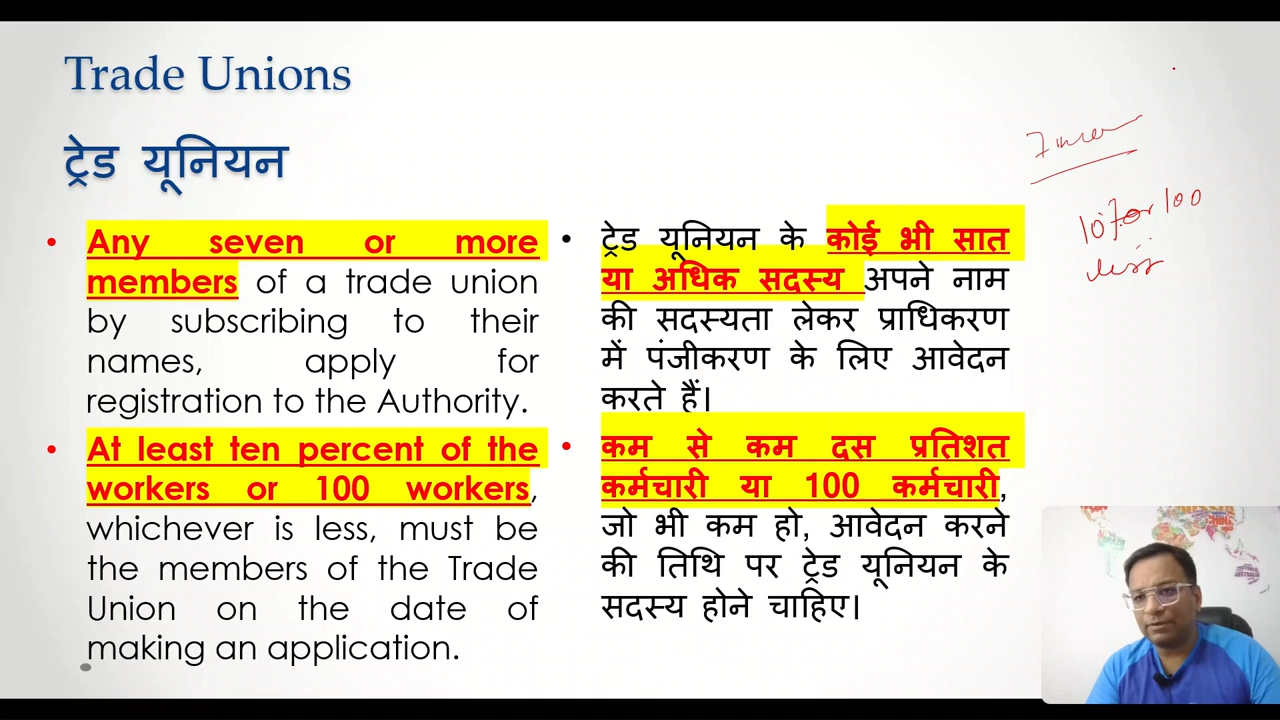 Trade Unions
ट्रेड यूनियन
• Any seven or more
members of a trade union
by subscribing to their
names, apply for
registration to the Authority.
• At least ten percent of the
workers or 100 workers,
whichever is less, must be
the members of the Trade
Union on the date of
making an application.
• ट्रेड यूनियन के कोई भी सात
या अधिक सदस्य अपने नाम
की सदस्यता लेकर प्राधिकरण
में पंजीकरण के लिए आवेदन
करते हैं।
• कम से कम दस प्रतिशत
कर्मचारी या 100 कर्मचारी,
जो भी कम हो, आवेदन करने
की तिथि पर ट्रेड यूनियन के
सदस्य होने चाहिए।
7
10% or 100
less